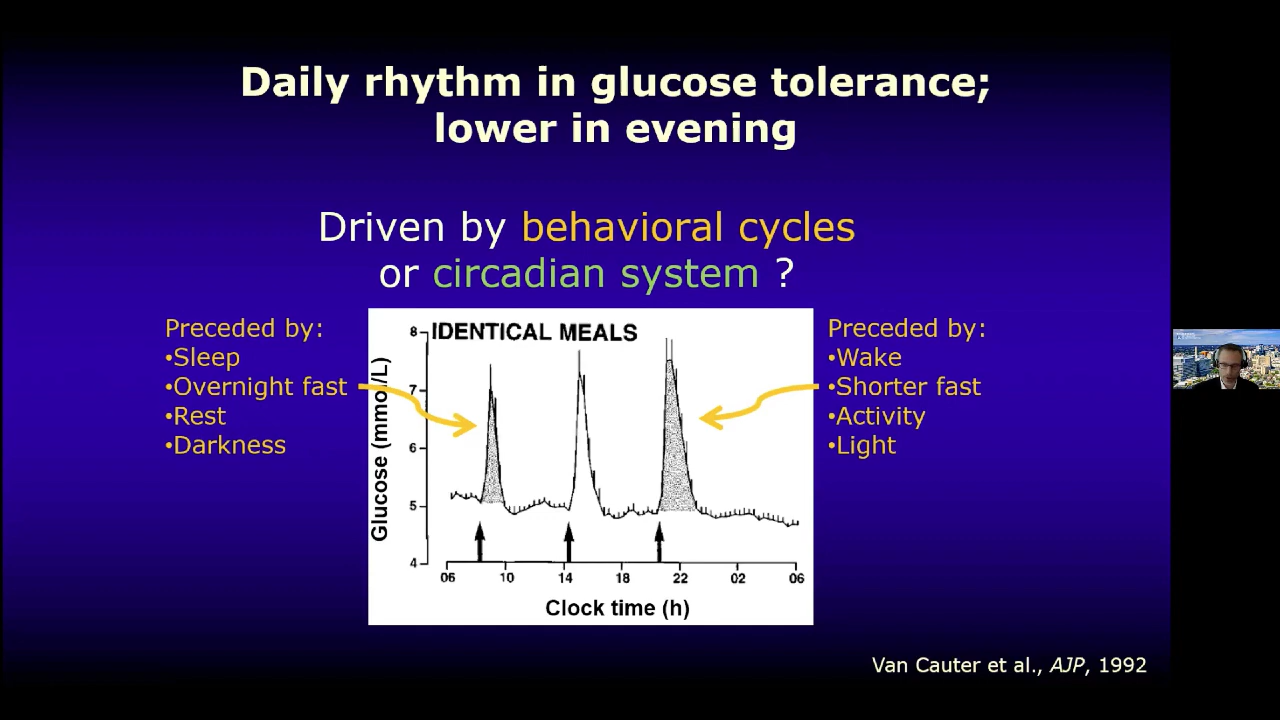 Daily rhythm in glucose tolerance;
lower in evening
Driven by behavioral cycles
or circadian system ?
Preceded by:
•Sleep
•Overnight fast
•Rest
•Darkness
IDENTICAL MEALS
Glucose (mmol/L)
8
7
6
5
4
06 10 14 18 22 02 06
Clock time (h)
Preceded by:
•Wake
•Shorter fast
•Activity
•Light
Van Cauter et al., AJP, 1992